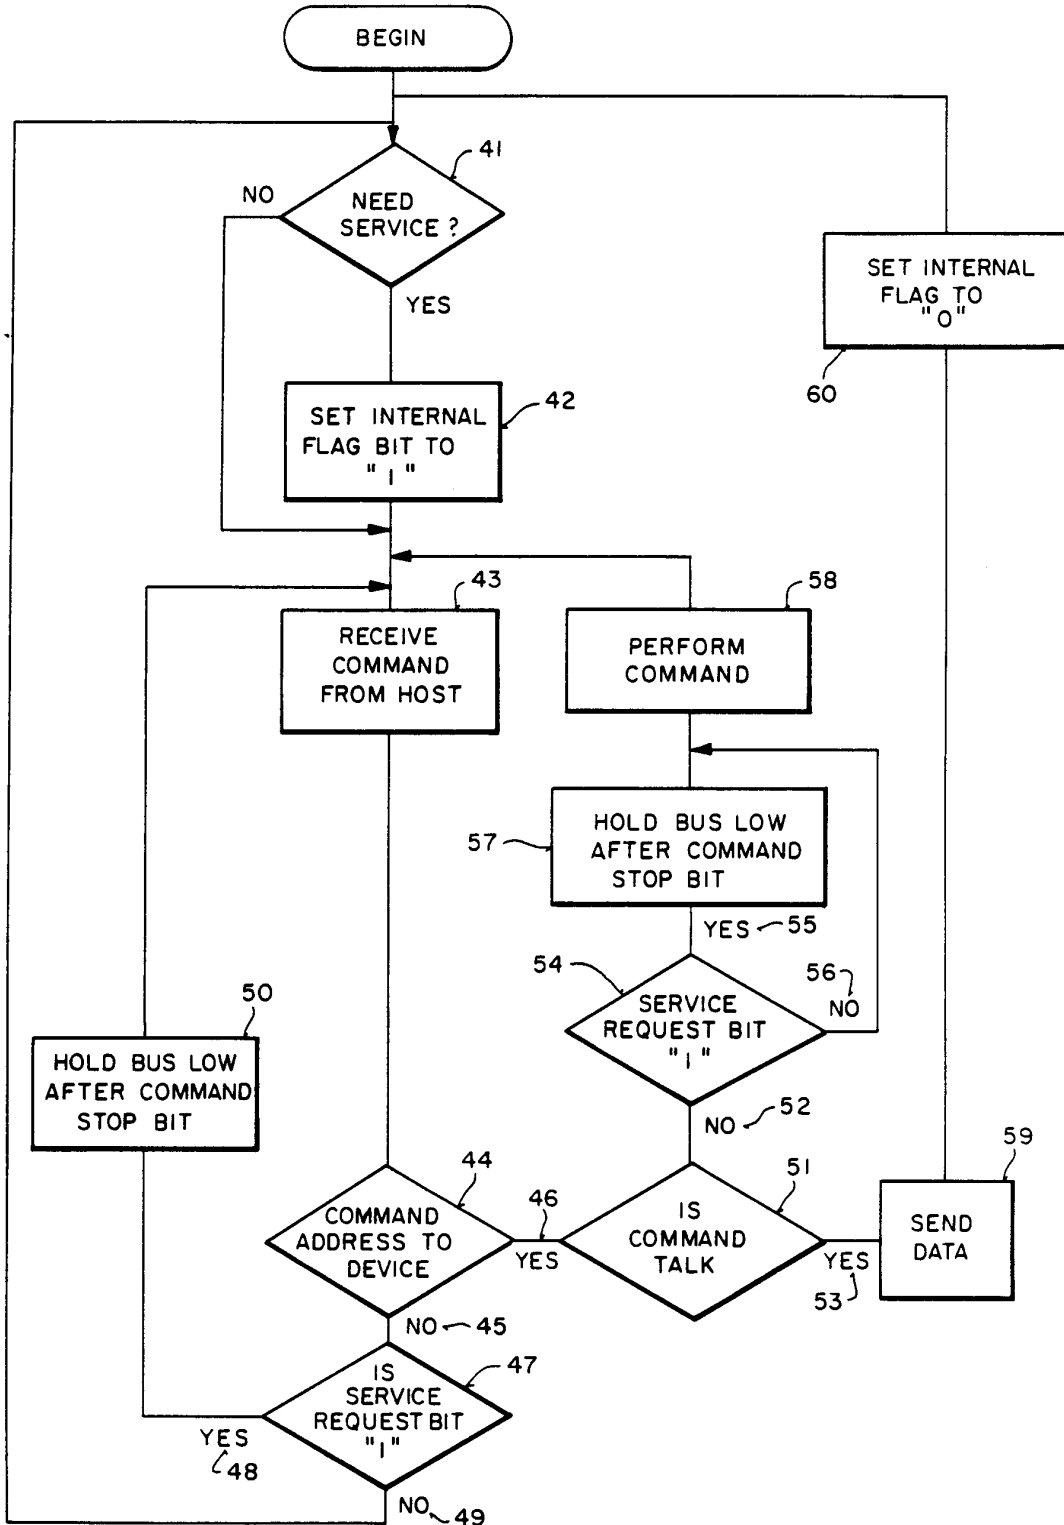 BEGIN
41
NO
NEED
SERVICE ?
YES
SET INTERNAL
FLAG TO
"0"
60
42
SET INTERNAL
FLAG BIT TO
"1"
43
RECEIVE
COMMAND
FROM HOST
58
PERFORM
COMMAND
57
HOLD BUS LOW
AFTER COMMAND
STOP BIT
YES 55
54
56
NO
SERVICE
REQUEST BIT
"1"
50
HOLD BUS LOW
AFTER COMMAND
STOP BIT
NO 52
44
COMMAND
ADDRESS TO
DEVICE
46
YES
51
IS
COMMAND
TALK
YES
53
59
SEND
DATA
NO 45
47
IS
SERVICE
REQUEST BIT
"1"
YES
48
NO 49